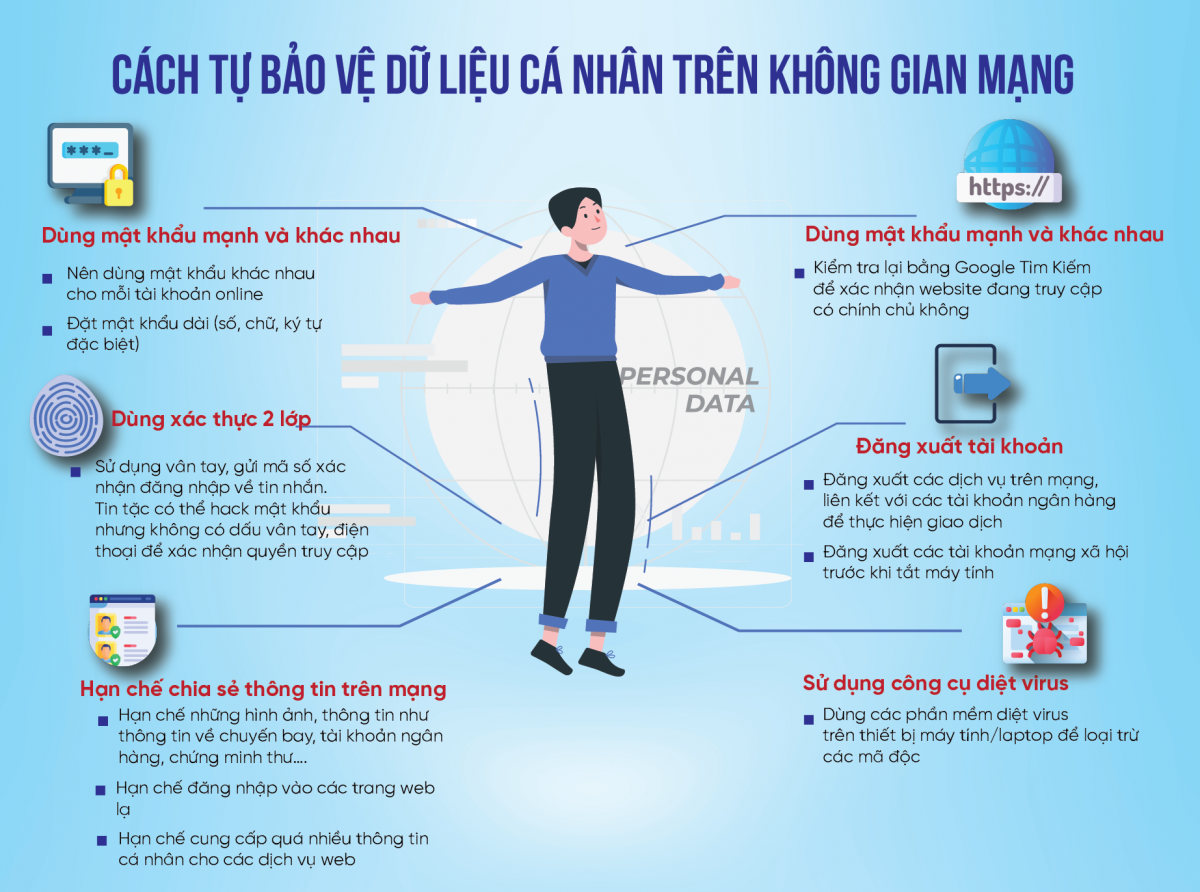 CÁCH TỰ BẢO VỆ DỮ LIỆU CÁ NHÂN TRÊN KHÔNG GIAN MẠNG
***_
Dùng mật khẩu mạnh và khác nhau
Nên dùng mật khẩu khác nhau
cho mỗi tài khoản online
Đặt mật khẩu dài (số, chữ, ký tự
đặc biệt)
Dùng xác thực 2 lớp
Sử dụng vân tay, gửi mã số xác
nhận đăng nhập về tin nhắn.
Tin tặc có thể hack mật khẩu
nhưng không có dấu vân tay, điện
thoại để xác nhận quyền truy cập
Hạn chế chia sẻ thông tin trên mạng
Hạn chế những hình ảnh, thông tin như
thông tin về chuyến bay, tài khoản ngân
hàng, chứng minh thư....
Hạn chế đăng nhập vào các trang web
lạ
Hạn chế cung cấp quá nhiều thông tin
cá nhân cho các dịch vụ web
PERSONAL
DATA
https://
Dùng mật khẩu mạnh và khác nhau
Kiểm tra lại bằng Google Tìm Kiếm
để xác nhận website đang truy cập
có chính chủ không
Đăng xuất tài khoản
Đăng xuất các dịch vụ trên mạng,
liên kết với các tài khoản ngân hàng
để thực hiện giao dịch
Đăng xuất các tài khoản mạng xã hội
trước khi tắt máy tính
!
Sử dụng công cụ diệt virus
Dùng các phần mềm diệt virus
trên thiết bị máy tính/laptop để loại trừ
các mã độc